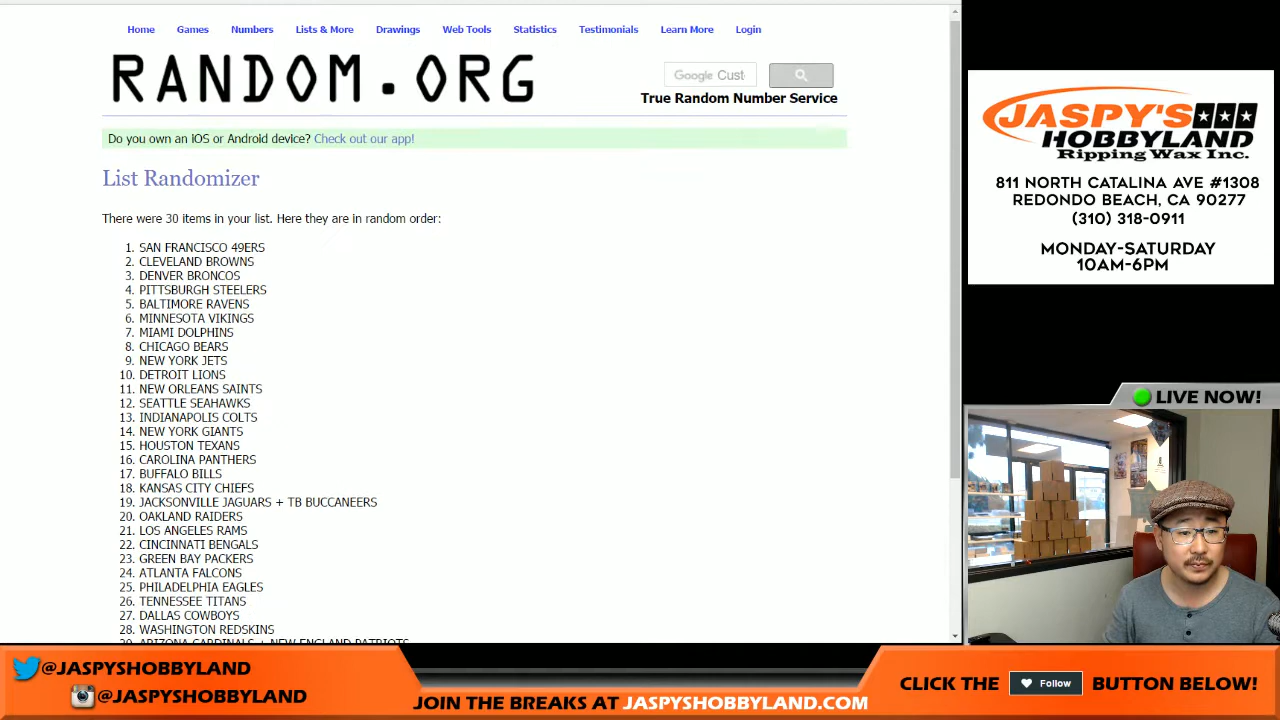 Home Games Numbers Lists & More Drawings Web Tools Statistics Testimonials Learn More Login
RANDOM.ORG
Google Cust
True Random Number Service
Do you own an iOS or Android device? Check out our app!
List Randomizer
There were 30 items in your list. Here they are in random order:
1. SAN FRANCISCO 49ERS
2. CLEVELAND BROWNS
3. DENVER BRONCOS
4. PITTSBURGH STEELERS
5. BALTIMORE RAVENS
6. MINNESOTA VIKINGS
7. MIAMI DOLPHINS
8. CHICAGO BEARS
9. NEW YORK JETS
10. DETROIT LIONS
11. NEW ORLEANS SAINTS
12. SEATTLE SEAHAWKS
13. INDIANAPOLIS COLTS
14. NEW YORK GIANTS
15. HOUSTON TEXANS
16. CAROLINA PANTHERS
17. BUFFALO BILLS
18. KANSAS CITY CHIEFS
19. JACKSONVILLE JAGUARS + TB BUCCANEERS
20. OAKLAND RAIDERS
21. LOS ANGELES RAMS
22. CINCINNATI BENGALS
23. GREEN BAY PACKERS
24. ATLANTA FALCONS
25. PHILADELPHIA EAGLES
26. TENNESSEE TITANS
27. DALLAS COWBOYS
28. WASHINGTON REDSKINS
ARIZONA CARDINALS + NEW ENGLAND PATRIOTS
JASPY'S
HOBBYLAND
Ripping Wax Inc.
811 NORTH CATALINA AVE #1308
REDONDO BEACH, CA 90277
(310) 318-0911
MONDAY-SATURDAY
10AM-6PM
LIVE NOW!
@JASPYSHOBBYLAND
@JASPYSHOBBYLAND
JOIN THE BREAKS AT JASPYSHOBBYLAND.COM
CLICK THE Follow BUTTON BELOW!